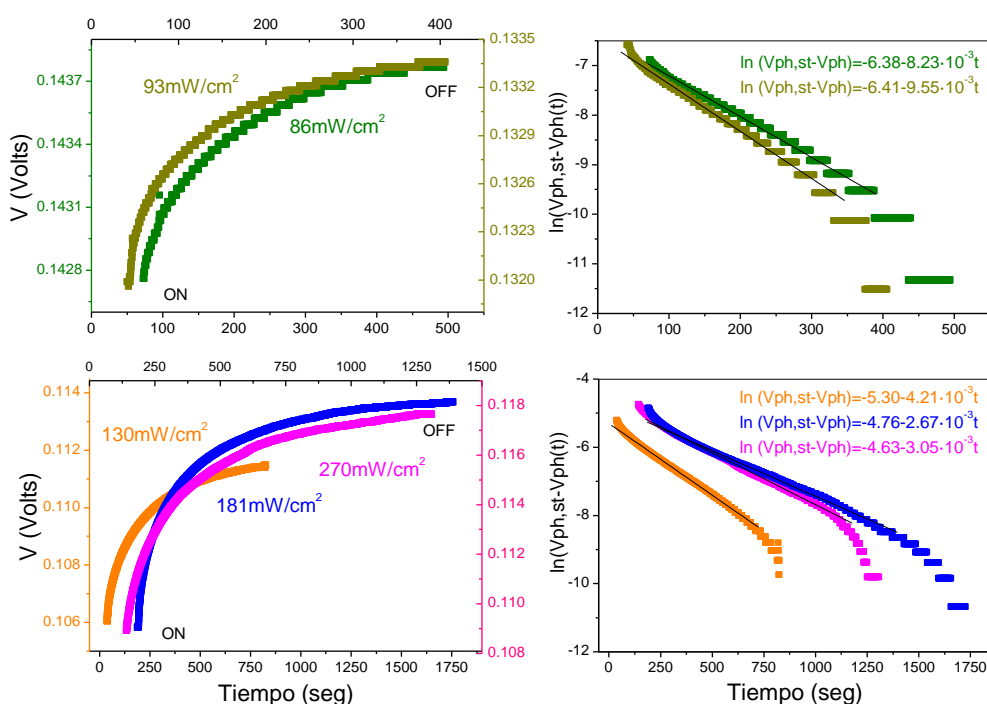 0 100 200 300 400
0.1335
0.1332
0.1329
0.1326
0.1323
0.1320
0.1437
0.1434
0.1431
0.1428
V (Volts)
93mW/cm²
86mW/cm²
OFF
ON
0 100 200 300 400 500
ln(Vph,st-Vph(t))
-7
-8
-9
-10
-11
-12
ln (Vph,st-Vph)=-6.38-8.23·10⁻³t
ln (Vph,st-Vph)=-6.41-9.55·10⁻³t
0 100 200 300 400 500
0 250 500 750 1000 1250 1500
0.114
0.112
0.110
0.108
0.106
V (Volts)
130mW/cm²
270mW/cm²
181mW/cm²
OFF
ON
0.118
0.116
0.114
0.112
0.110
0.108
0 250 500 750 1000 1250 1500 1750
Tiempo (seg)
ln(Vph,st-Vph(t))
-4
-6
-8
-10
-12
ln (Vph,st-Vph)=-5.30-4.21·10⁻³t
ln (Vph,st-Vph)=-4.76-2.67·10⁻³t
ln (Vph,st-Vph)=-4.63-3.05·10⁻³t
0 250 500 750 1000 1250 1500 1750
Tiempo (seg)